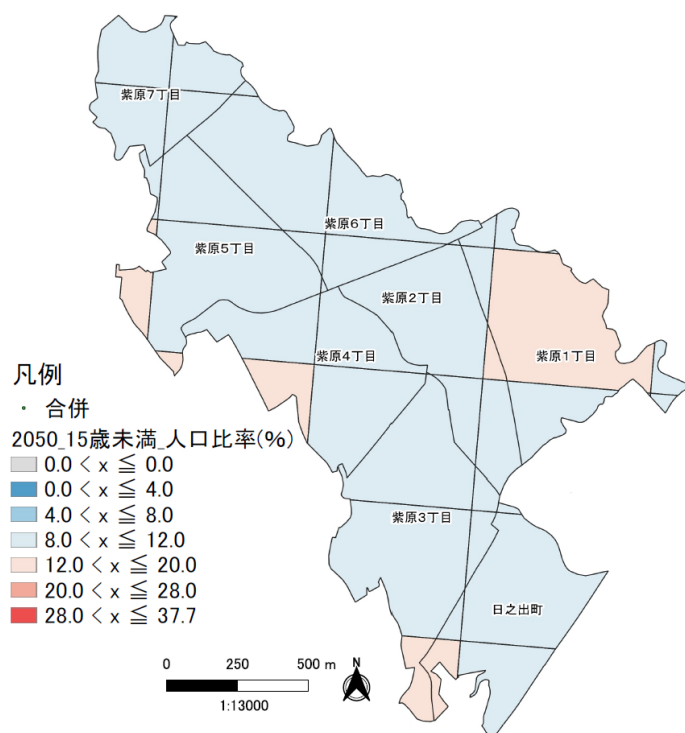 紫原7丁目
紫原6丁目
紫原5丁目
紫原2丁目
紫原4丁目
紫原1丁目
紫原3丁目
日之出町
凡例
合併
2050_15歳未満_人口比率(%)
0.0 < x ≦ 0.0
0.0 < x ≦ 4.0
4.0 < x ≦ 8.0
8.0 < x ≦ 12.0
12.0 < x ≦ 20.0
20.0 < x ≦ 28.0
28.0 < x ≦ 37.7
0 250 500 m
N
1:13000